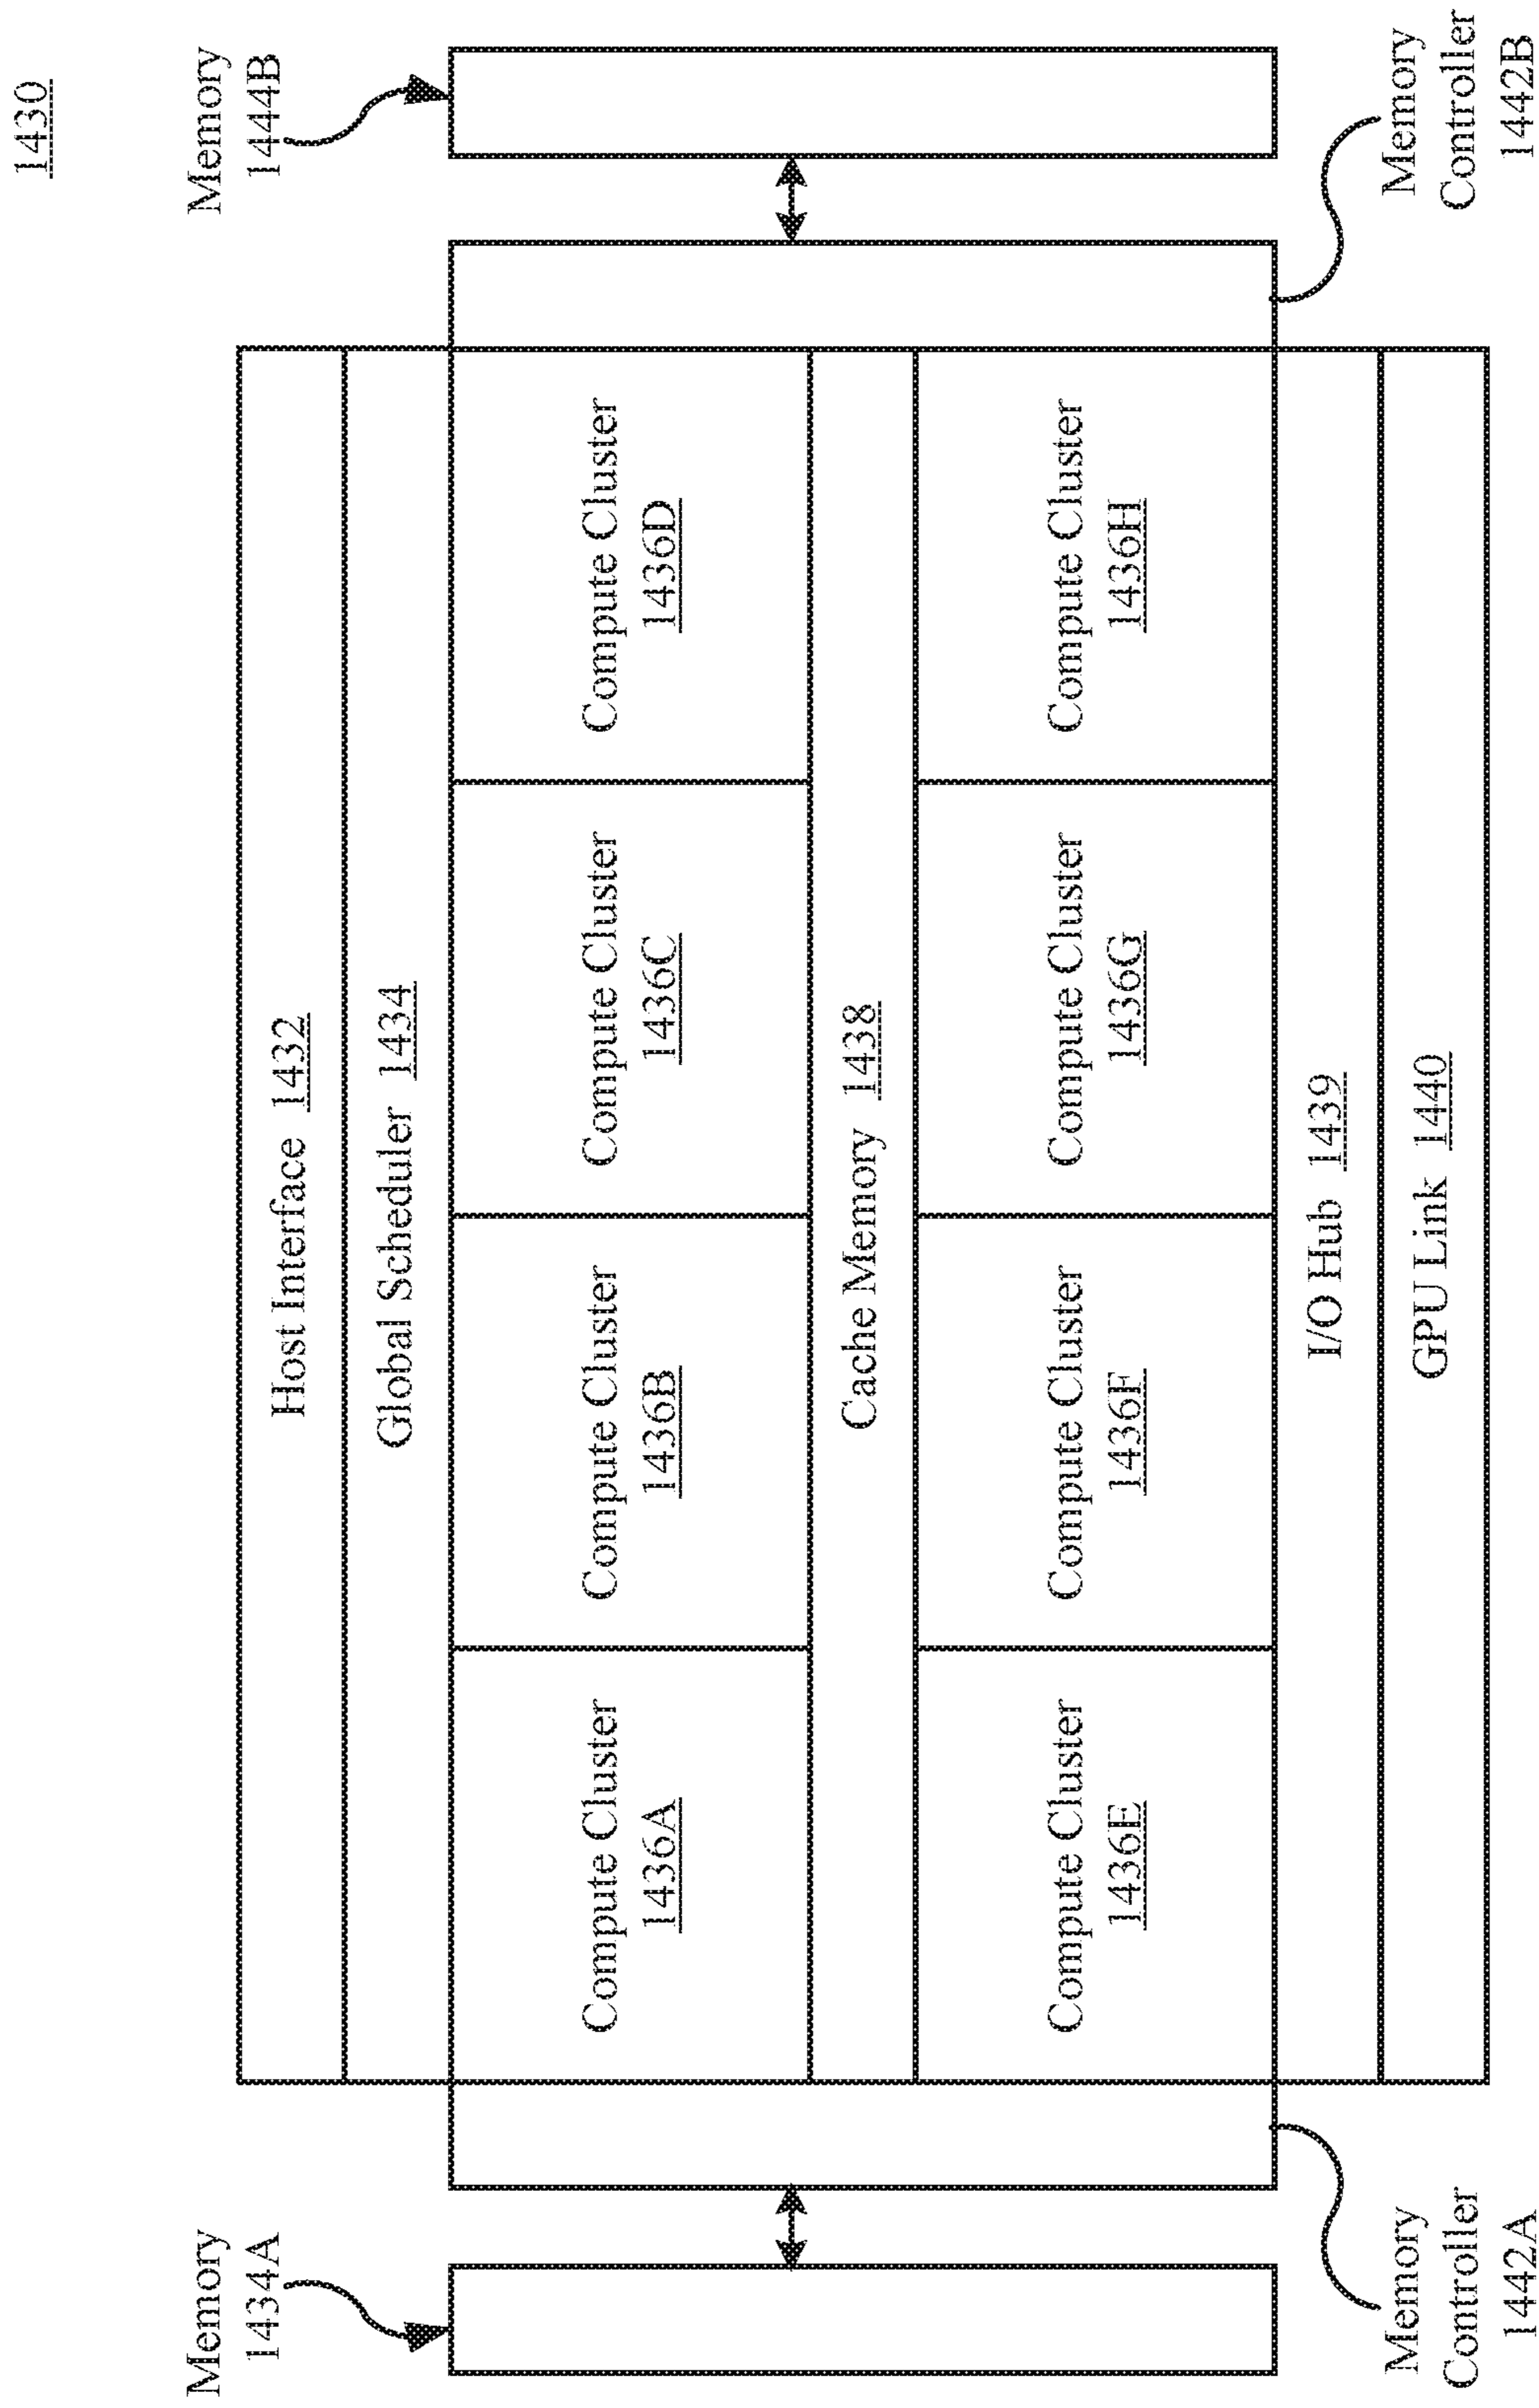 1430
Memory
1434A
Memory
1444B
Host Interface 1432
Global Scheduler 1434
Compute Cluster
1436A
Compute Cluster
1436B
Compute Cluster
1436C
Compute Cluster
1436D
Cache Memory 1438
Compute Cluster
1436E
Compute Cluster
1436F
Compute Cluster
1436G
Compute Cluster
1436H
I/O Hub 1439
GPU Link 1440
Memory
Controller
1442A
Memory
Controller
1442B